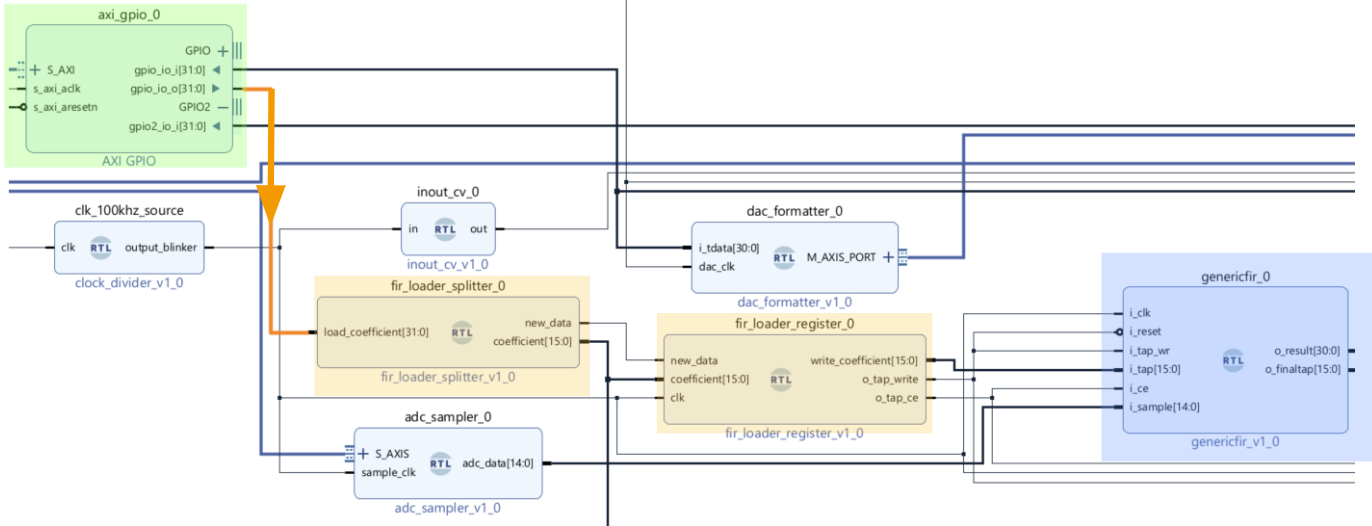 axi_gpio_0
GPIO
S_AXI
gpio_io_i[31:0]
s_axi_aclk
gpio_io_o[31:0]
s_axi_aresetn
GPIO2
gpio2_io_i[31:0]
AXI GPIO
clk_100khz_source
clk
RTL
output_blinker
clock_divider_v1_0
inout_cv_0
in
RTL
out
inout_cv_v1_0
dac_formatter_0
i_tdata[30:0]
dac_clk
RTL
M_AXIS_PORT
dac_formatter_v1_0
fir_loader_splitter_0
load_coefficient[31:0]
RTL
new_data
coefficient[15:0]
fir_loader_splitter_v1_0
fir_loader_register_0
new_data
write_coefficient[15:0]
coefficient[15:0]
RTL
o_tap_write
clk
o_tap_ce
fir_loader_register_v1_0
genericfir_0
i_clk
i_reset
i_tap_wr
o_result[30:0]
RTL
i_tap[15:0]
o_finaltap[15:0]
i_ce
i_sample[14:0]
genericfir_v1_0
adc_sampler_0
S_AXIS
sample_clk
RTL
adc_data[14:0]
adc_sampler_v1_0